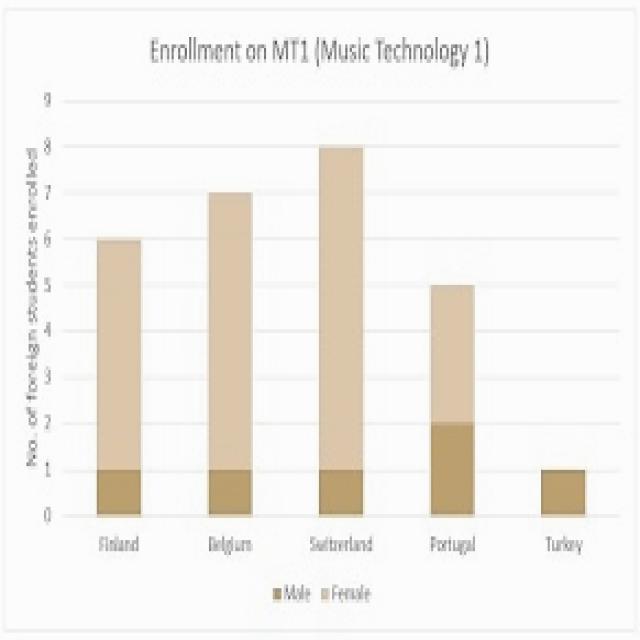 Enrollment on MT1 (Music Technology 1)
No. of foreign students enrolled
9
8
7
6
5
4
3
2
1
0
Finland Belgium Switzerland Portugal Turkey
Male Female